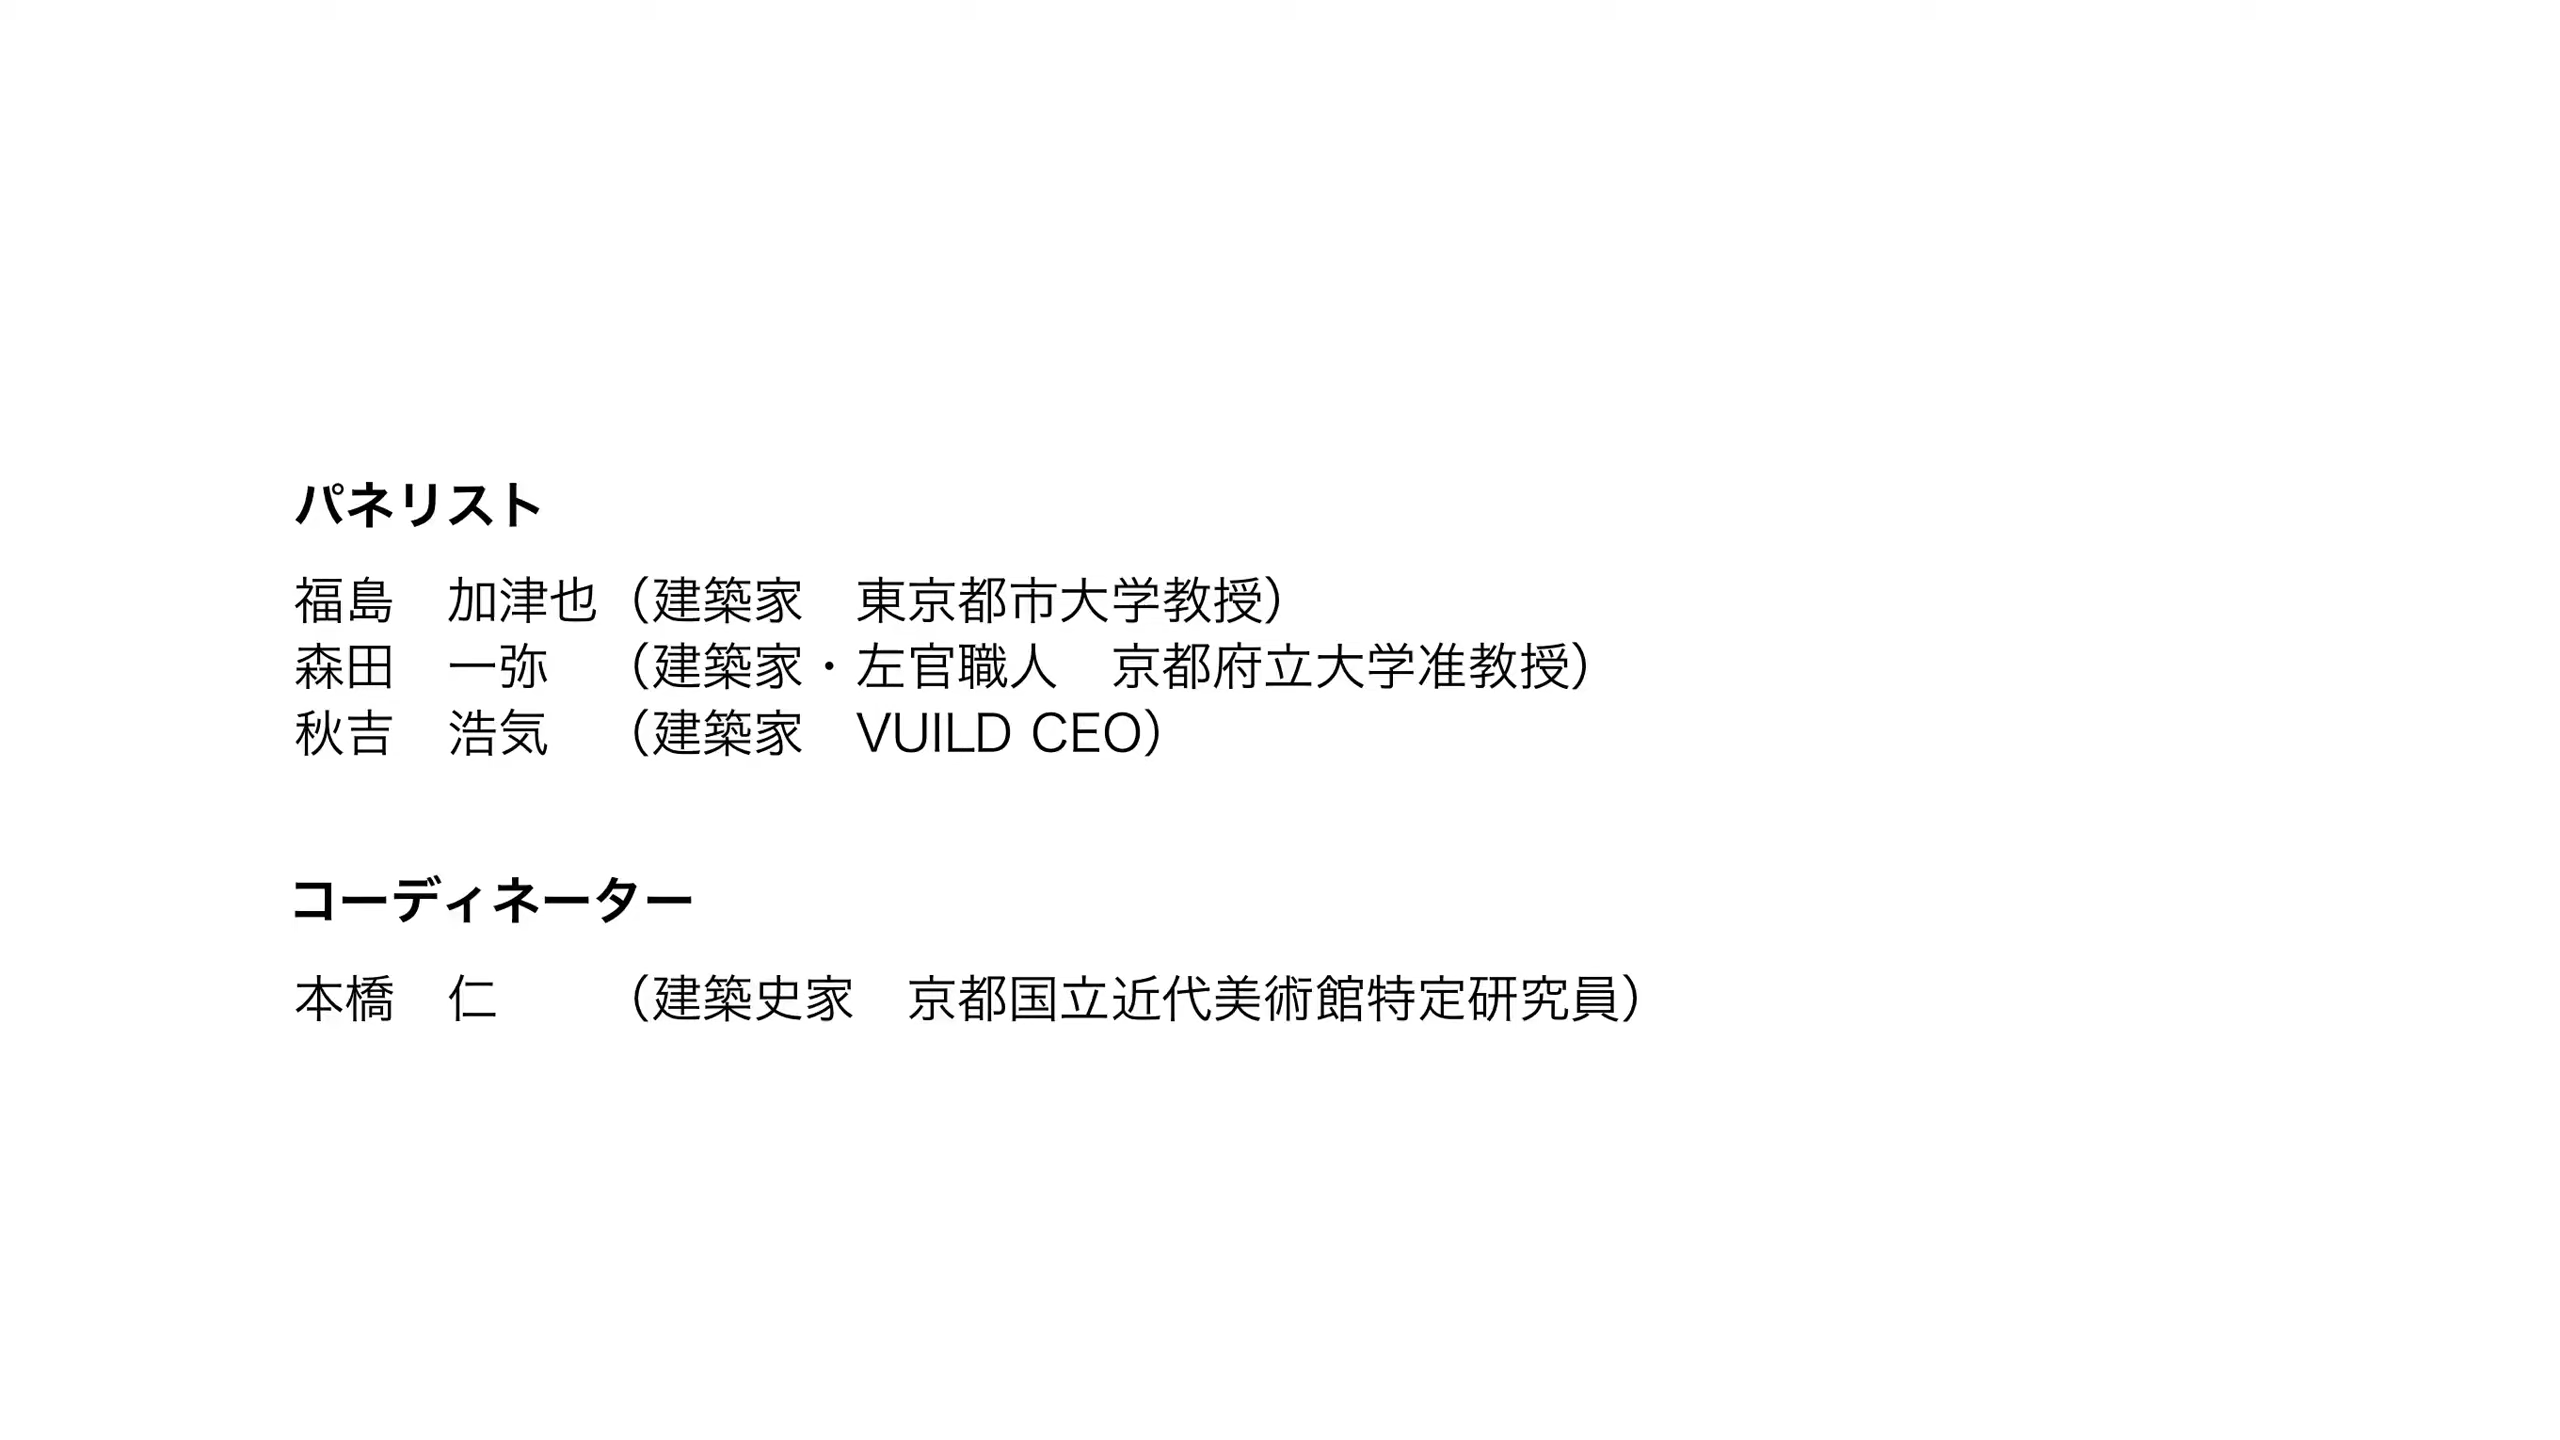 パネリスト
福島　加津也（建築家　東京都市大学教授）
森田　一弥　（建築家・左官職人　京都府立大学准教授）
秋吉　浩気　（建築家　VUILD CEO）
コーディネーター
本橋　仁　　（建築史家　京都国立近代美術館特定研究員）